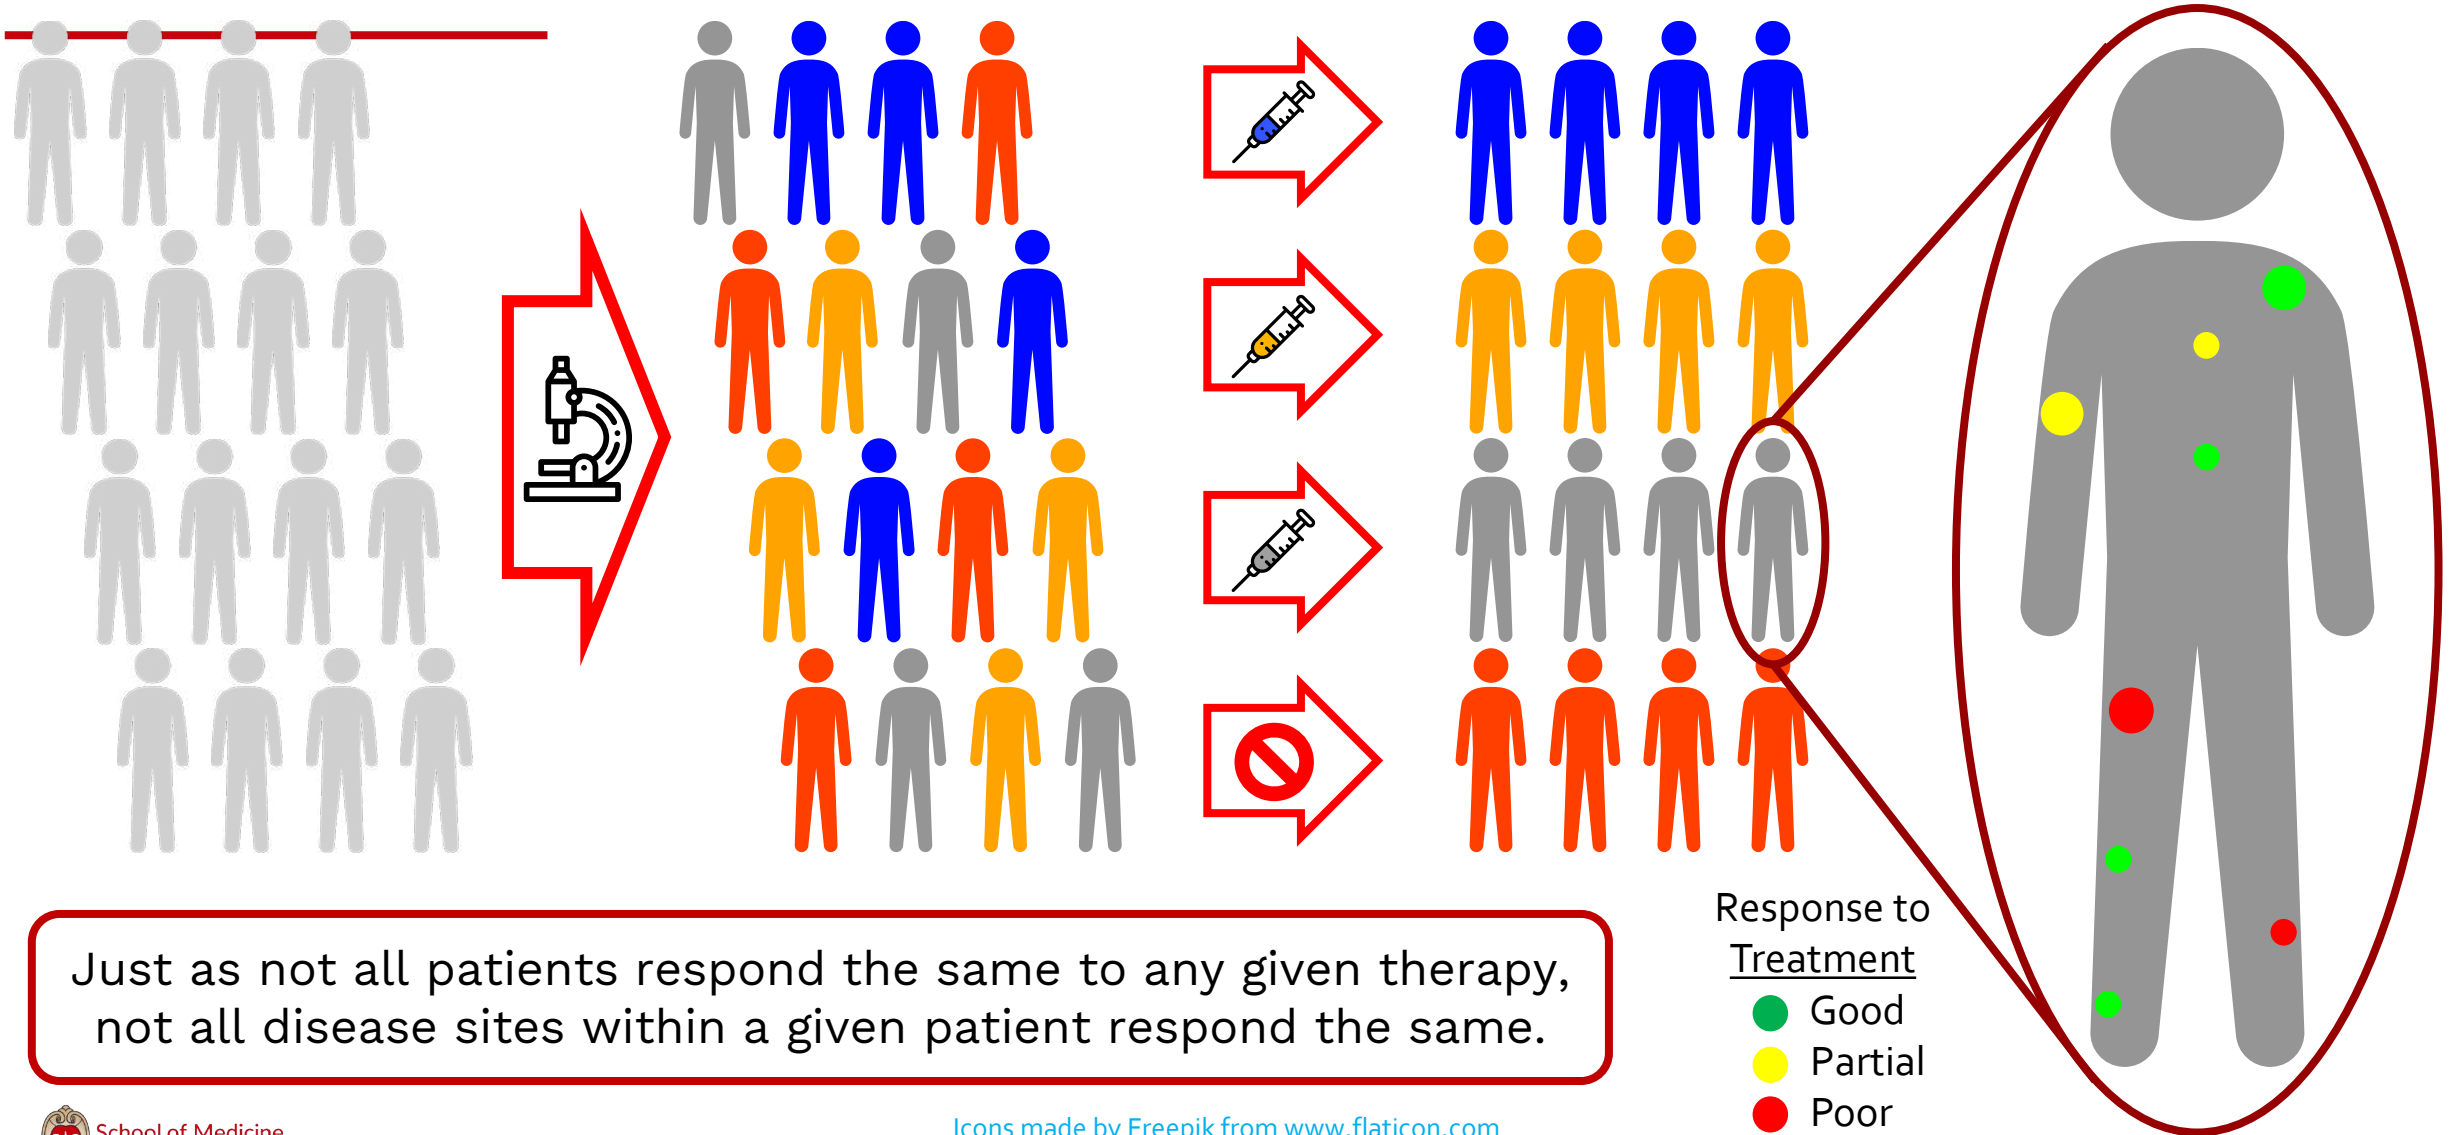 Just as not all patients respond the same to any given therapy,
not all disease sites within a given patient respond the same.
Response to
Treatment
Good
Partial
Poor
School of Medicine
Icons made by Freepik from www.flaticon.com